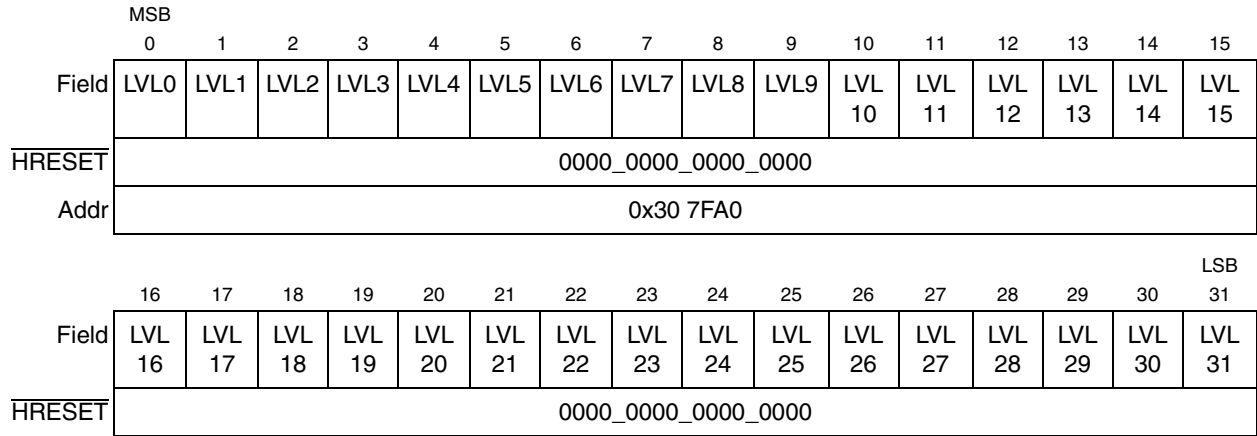 MSB
0 1 2 3 4 5 6 7 8 9 10 11 12 13 14 15
Field LVL0 LVL1 LVL2 LVL3 LVL4 LVL5 LVL6 LVL7 LVL8 LVL9 LVL LVL LVL LVL LVL LVL
10 11 12 13 14 15
HRESET 0000_0000_0000_0000
Addr 0x30 7FA0
LSB
16 17 18 19 20 21 22 23 24 25 26 27 28 29 30 31
Field LVL LVL LVL LVL LVL LVL LVL LVL LVL LVL LVL LVL LVL LVL LVL LVL
16 17 18 19 20 21 22 23 24 25 26 27 28 29 30 31
HRESET 0000_0000_0000_0000